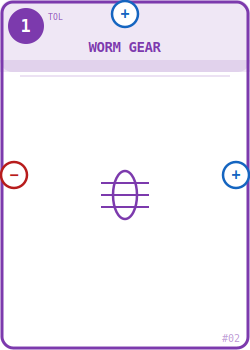 +
1 TOL
WORM GEAR
− +
#02